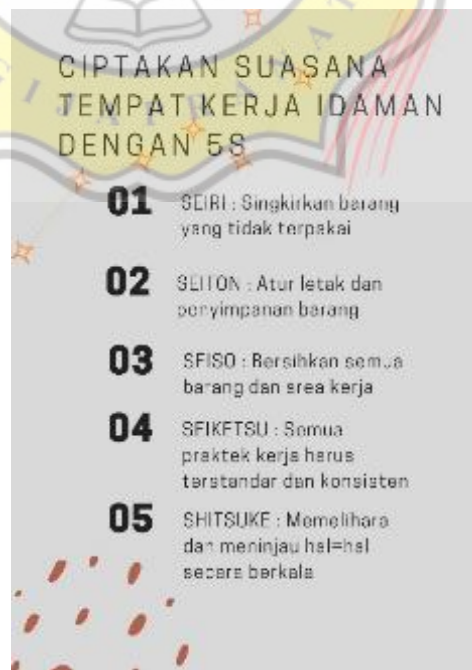 CIPTAKAN SUASANA
TEMPAT KERJA IDAMAN
DENGAN 5S
01 SEIRI : Singkirkan barang
yang tidak terpakai
02 SEITON : Atur letak dan
penyimpanan barang
03 SEISO : Bersihkan semua
barang dan area kerja
04 SEIKETSU : Semua
praktek kerja harus
terstandar dan konsisten
05 SHITSUKE : Memelihara
dan meninjau hal=hal
secara berkala